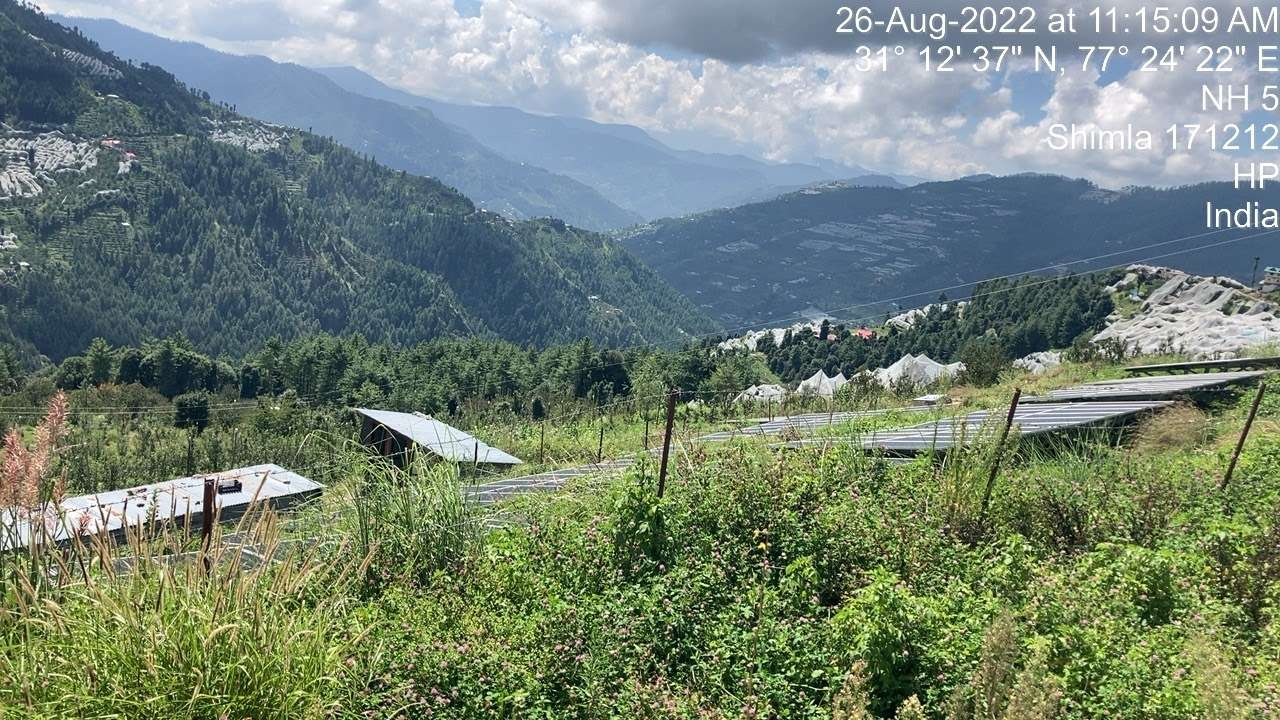 26-Aug-2022 at 11:15:09 AM
31° 12' 37" N, 77° 24' 22" E
NH 5
Shimla 171212
HP
India